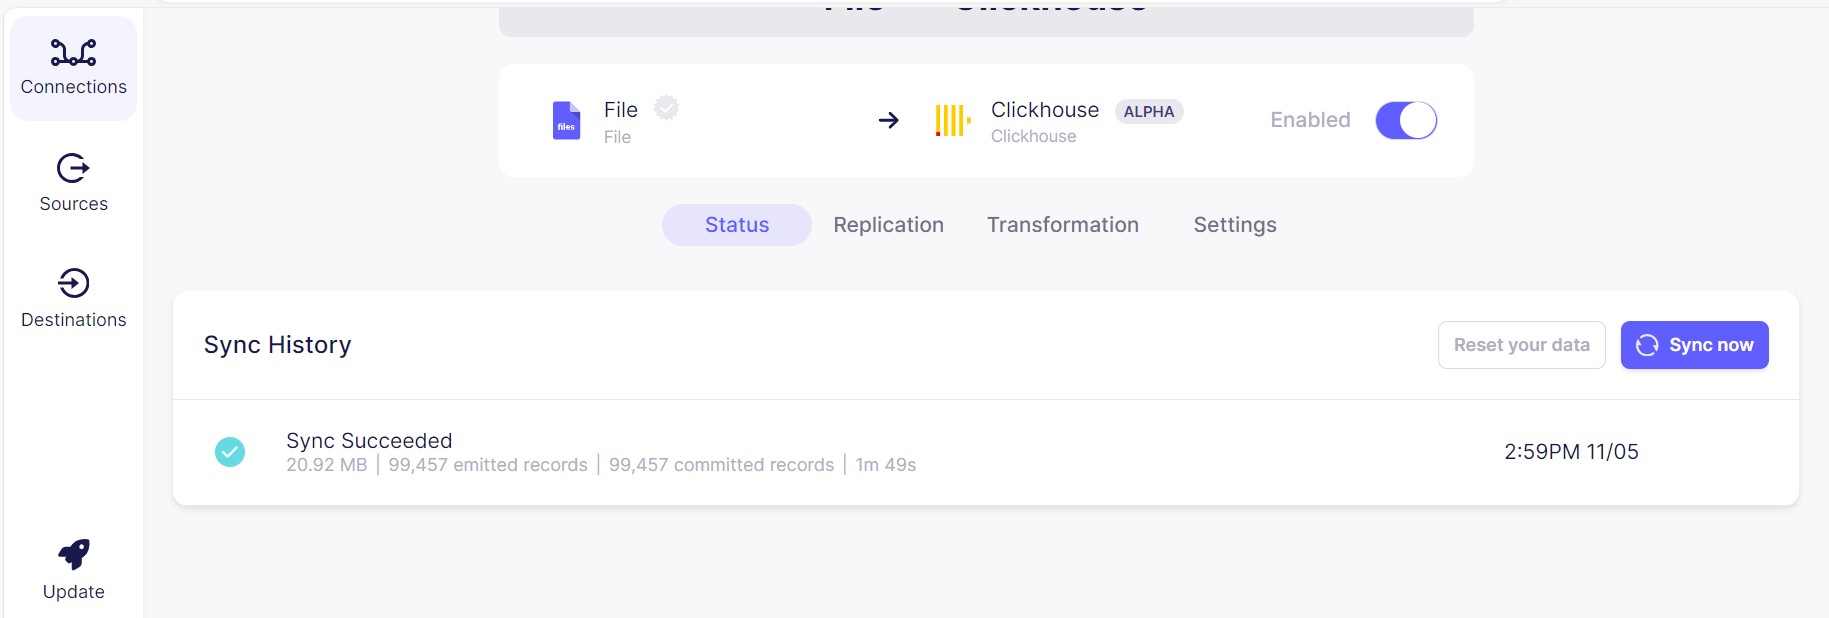 File Clickhouse
Connections
Sources
Destinations
Update
files
File
File
Clickhouse ALPHA
Clickhouse
Enabled
Status Replication Transformation Settings
Sync History
Reset your data
Sync now
Sync Succeeded
20.92 MB | 99,457 emitted records | 99,457 committed records | 1m 49s
2:59PM 11/05